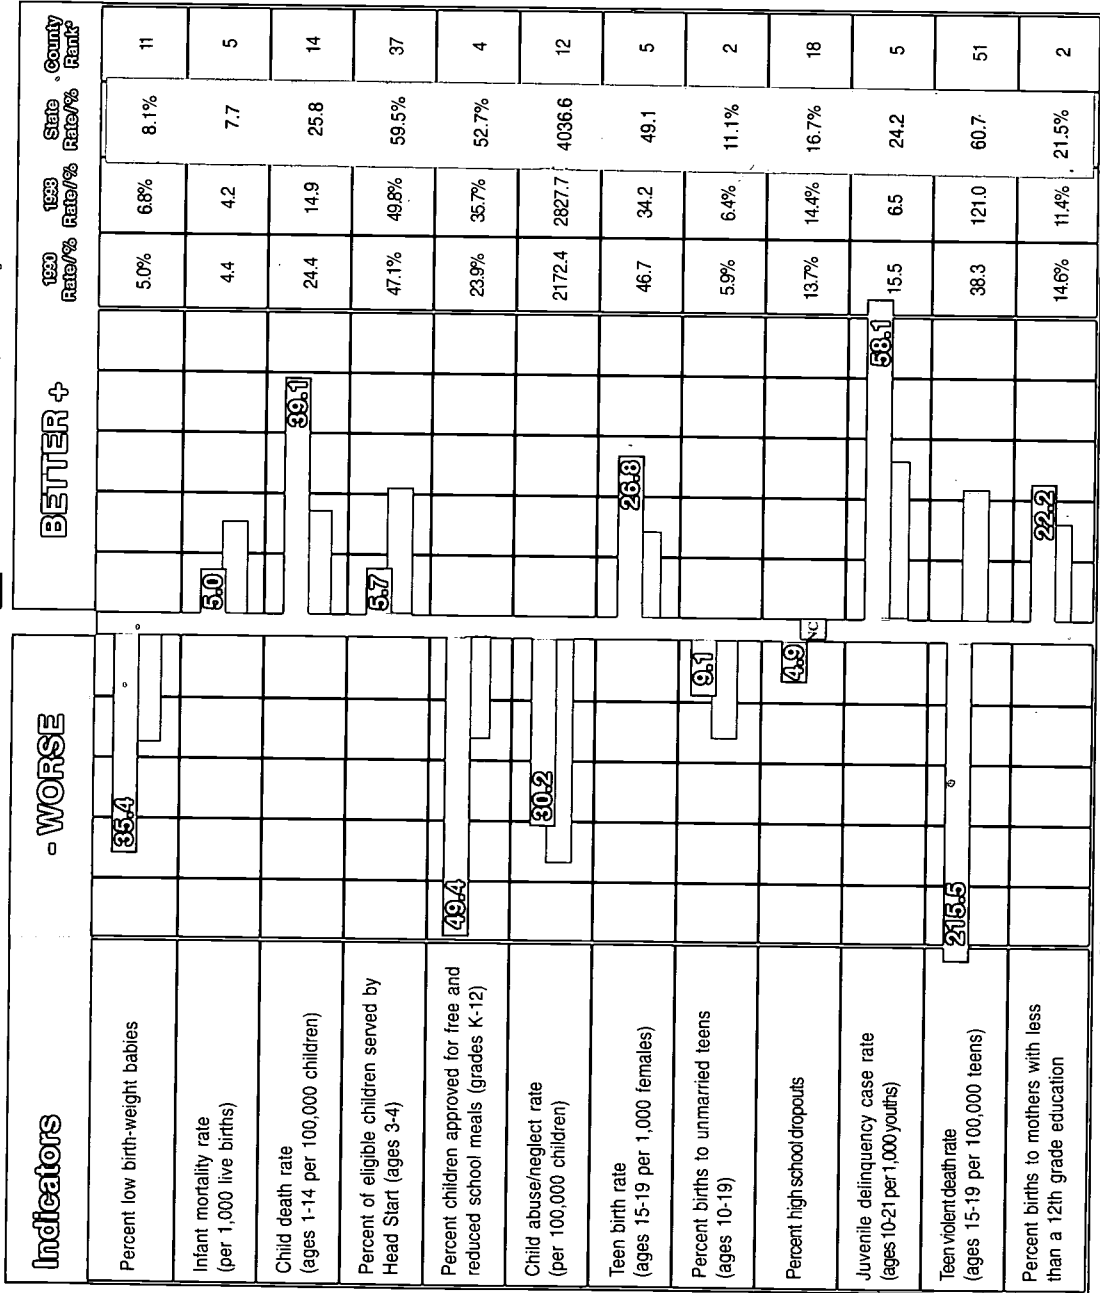 Indicators - WORSE BETTER + 1990 Rate/% 1998 Rate/% State Rate/% County Rank*
Percent low birth-weight babies 35.4 5.0% 6.8% 8.1% 11
Infant mortality rate
(per 1,000 live births) 5.0 4.4 4.2 7.7 5
Child death rate
(ages 1-14 per 100,000 children) 39.1 24.4 14.9 25.8 14
Percent of eligible children served by
Head Start (ages 3-4) 5.7 47.1% 49.8% 59.5% 37
Percent children approved for free and
reduced school meals (grades K-12) 49.4 23.9% 35.7% 52.7% 4
Child abuse/neglect rate
(per 100,000 children) 30.2 2172.4 2827.7 4036.6 12
Teen birth rate
(ages 15-19 per 1,000 females) 26.8 46.7 34.2 49.1 5
Percent births to unmarried teens
(ages 10-19) 9.1 5.9% 6.4% 11.1% 2
Percent high school dropouts 4.9 NC 13.7% 14.4% 16.7% 18
Juvenile delinquency case rate
(ages 10-21 per 1,000 youths) 58.1 15.5 6.5 24.2 5
Teen violent death rate
(ages 15-19 per 100,000 teens) 215.5 38.3 121.0 60.7 51
Percent births to mothers with less
than a 12th grade education 22.2 14.6% 11.4% 21.5% 2